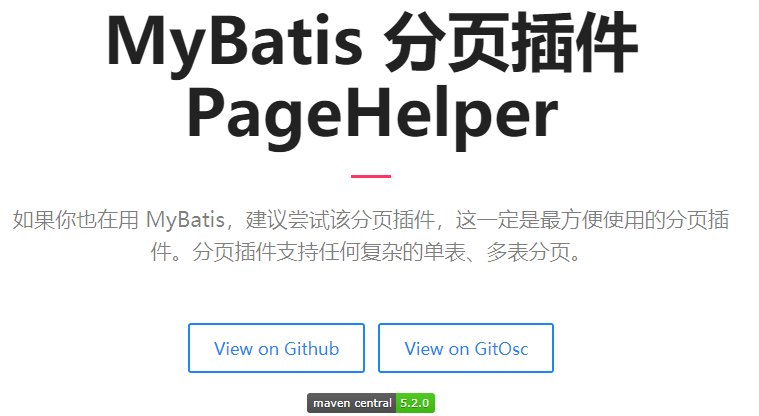 MyBatis 分页插件
PageHelper
如果你也在用 MyBatis，建议尝试该分页插件，这一定是最方便使用的分页插
件。分页插件支持任何复杂的单表、多表分页。
View on Github
View on GitOsc
maven central 5.2.0